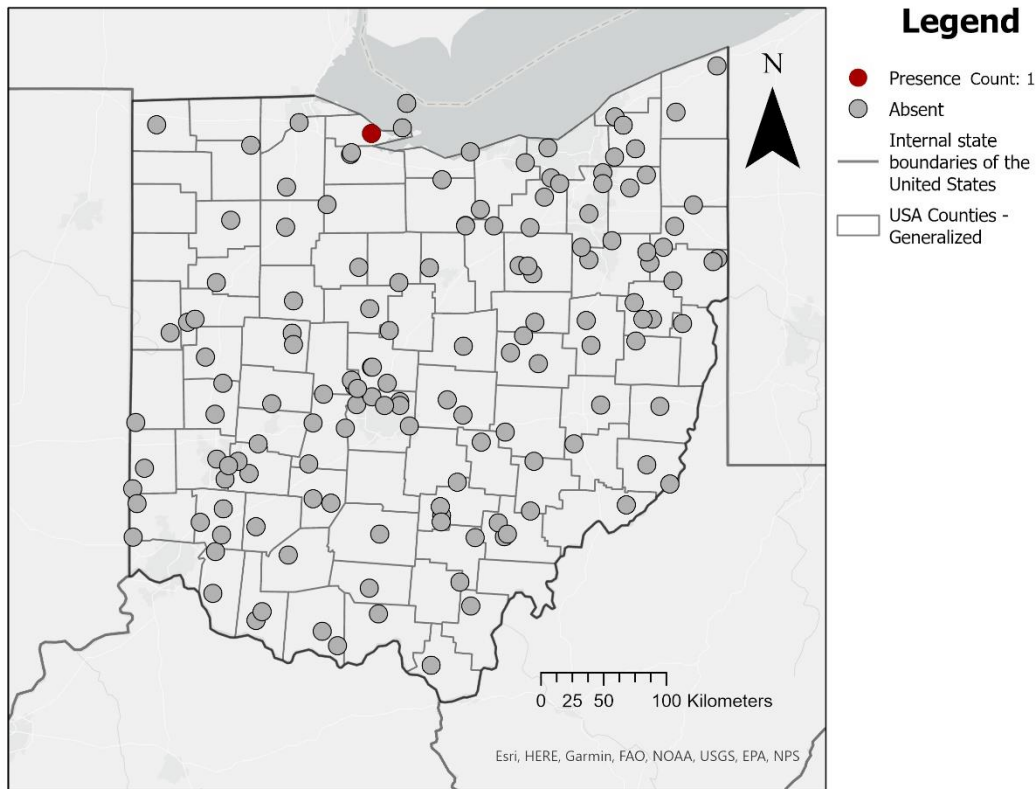 Legend
Presence Count: 1
Absent
Internal state
boundaries of the
United States
USA Counties -
Generalized
N
0 25 50 100 Kilometers
Esri, HERE, Garmin, FAO, NOAA, USGS, EPA, NPS